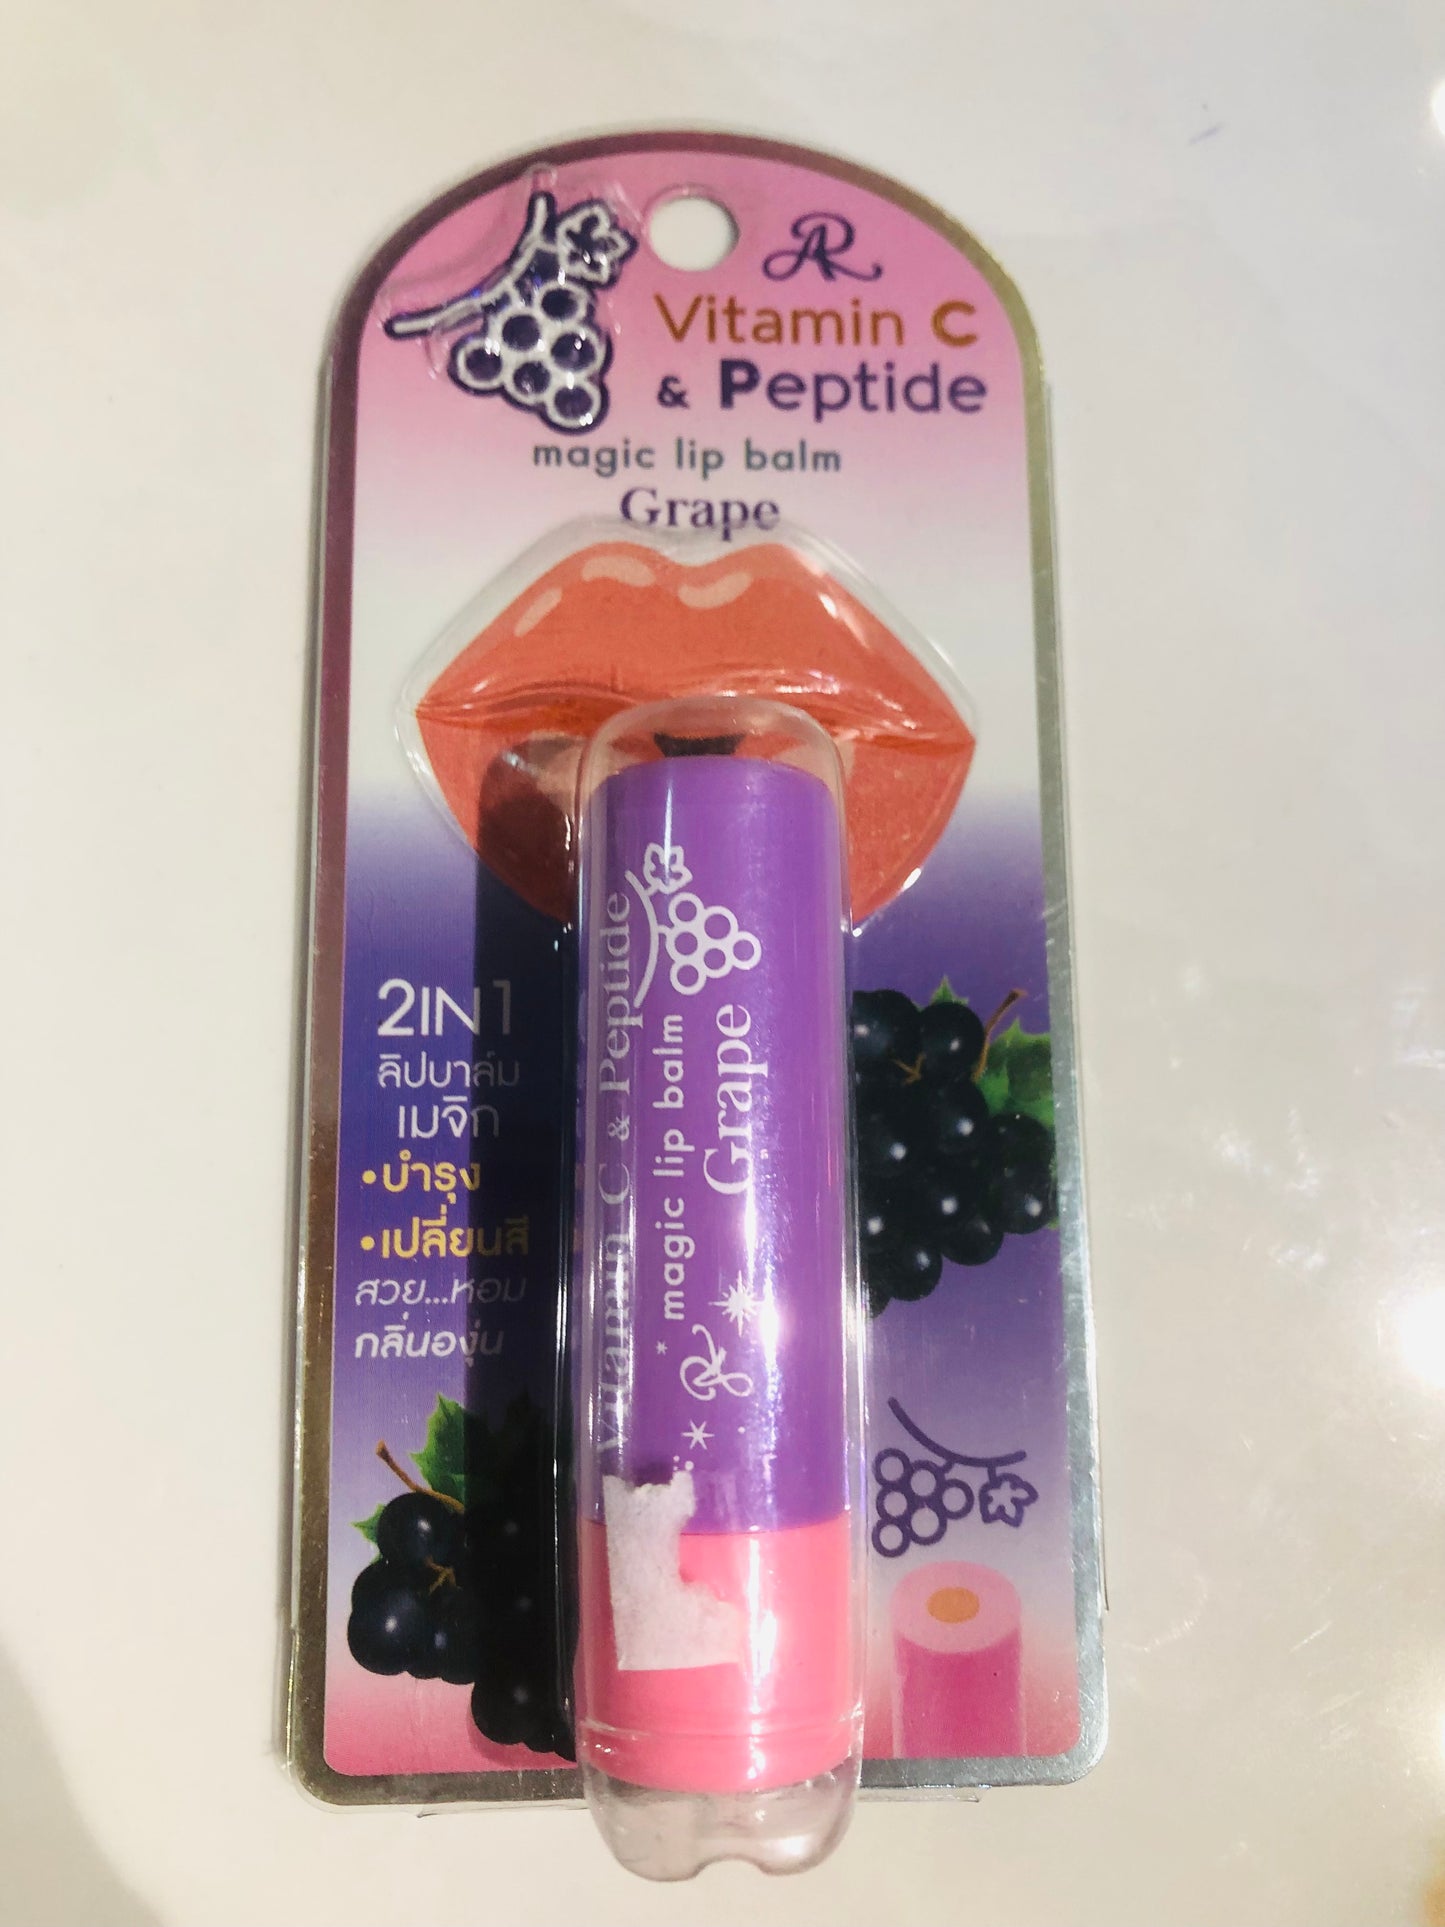 AR
Vitamin C
& Peptide
magic lip balm
Grape
2IN1
ลิปบาล์ม
เมจิก
•บำรุง
•เปลี่ยนสี
สวย...หอม
กลิ่นองุ่น
Vitamin C & Peptide
* magic lip balm
AR Grape